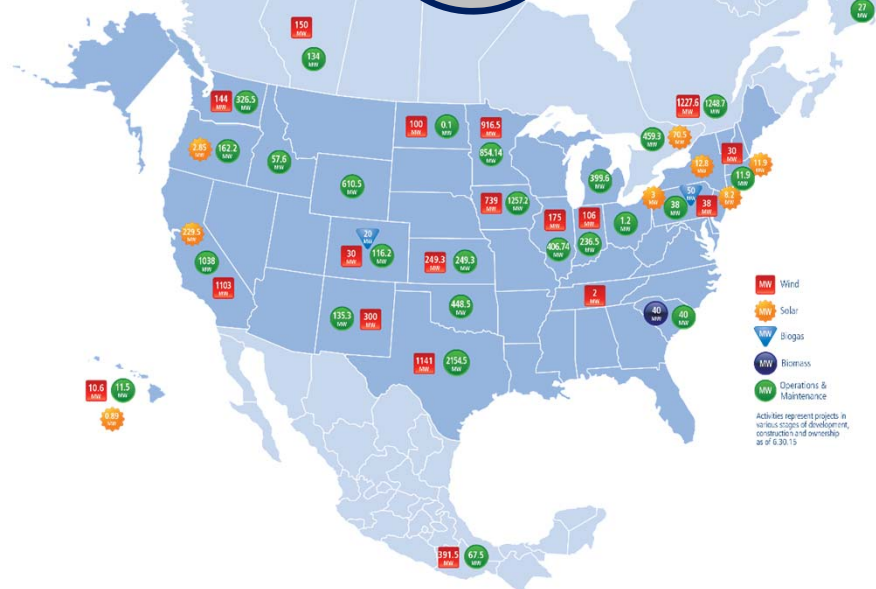 27
MW
150
MW
134
MW
144
MW
326.5
MW
100
MW
0.1
MW
916.5
MW
1227.6
MW
1248.7
MW
459.3
MW
70.5
MW
2.85
MW
162.2
MW
57.6
MW
854.14
MW
12.8
MW
30
MW
11.9
MW
11.9
MW
610.5
MW
399.6
MW
739
MW
1257.2
MW
3
MW
38
MW
50
MW
38
MW
8.2
MW
175
MW
106
MW
1.2
MW
229.5
MW
1038
MW
1103
MW
20
MW
30
MW
116.2
MW
249.3
MW
249.3
MW
406.74
MW
236.5
MW
135.3
MW
300
MW
448.5
MW
2
MW
40
MW
40
MW
1141
MW
2154.5
MW
10.6
MW
11.5
MW
0.89
MW
391.5
MW
67.5
MW
MW Wind
MW Solar
MW Biogas
MW Biomass
MW Operations &
Maintenance
Activities represent projects in
various stages of development,
construction and ownership
as of 6.30.15